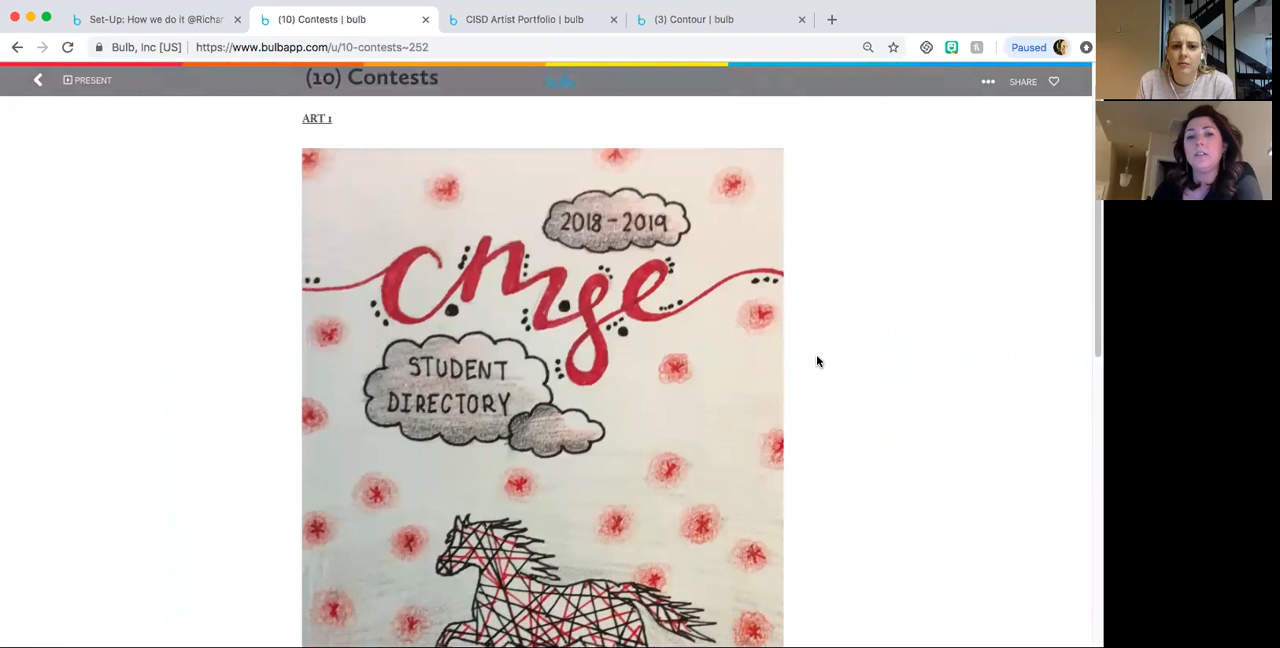 Set-Up: How we do it @Richar
(10) Contests | bulb
CISD Artist Portfolio | bulb
(3) Contour | bulb
Bulb, Inc [US]
https://www.bulbapp.com/u/10-contests~252
Paused
PRESENT
(10) Contests
bulb
SHARE
ART 1
2018-2019
STUDENT
DIRECTORY